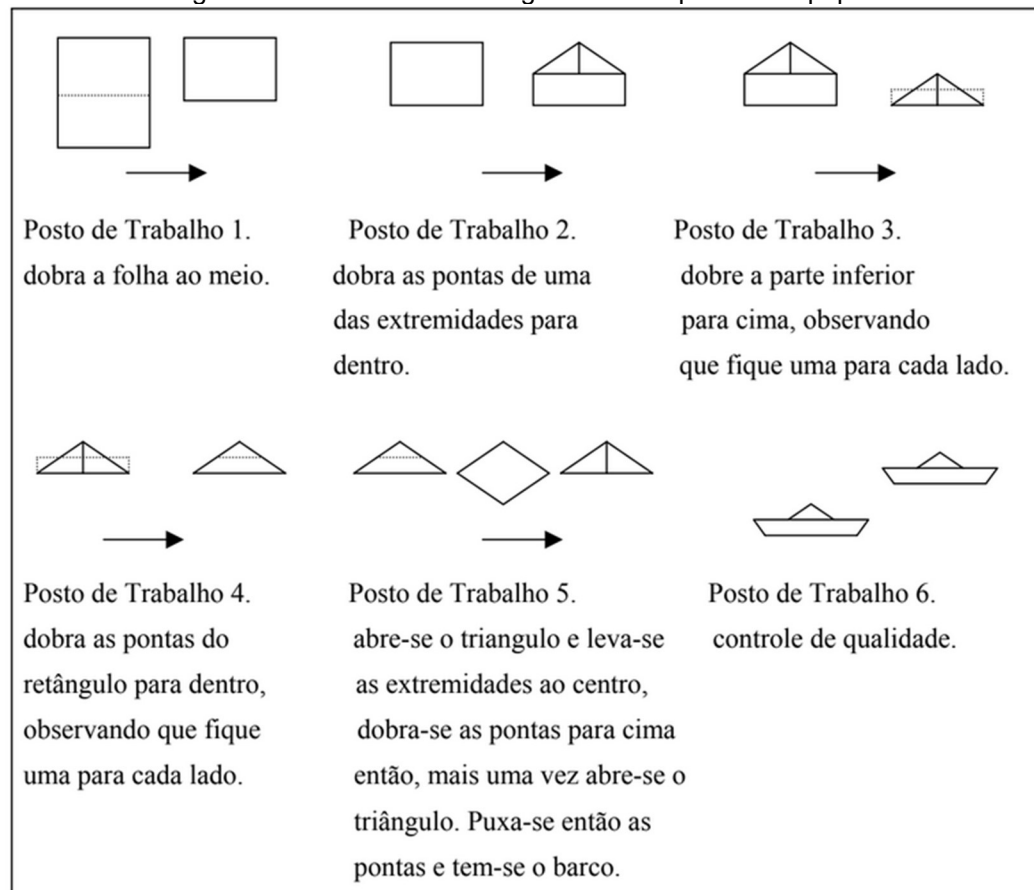 Posto de Trabalho 1.
dobra a folha ao meio.
Posto de Trabalho 2.
dobra as pontas de uma
das extremidades para
dentro.
Posto de Trabalho 3.
dobre a parte inferior
para cima, observando
que fique uma para cada lado.
Posto de Trabalho 4.
dobra as pontas do
retângulo para dentro,
observando que fique
uma para cada lado.
Posto de Trabalho 5.
abre-se o triangulo e leva-se
as extremidades ao centro,
dobra-se as pontas para cima
então, mais uma vez abre-se o
triângulo. Puxa-se então as
pontas e tem-se o barco.
Posto de Trabalho 6.
controle de qualidade.